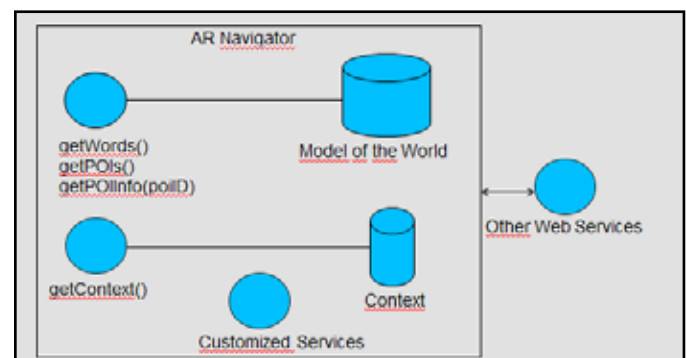 AR Navigator
getWords()
getPOIs()
getPOIInfo(poiID)
Model of the World
Other Web Services
getContext()
Context
Customized Services